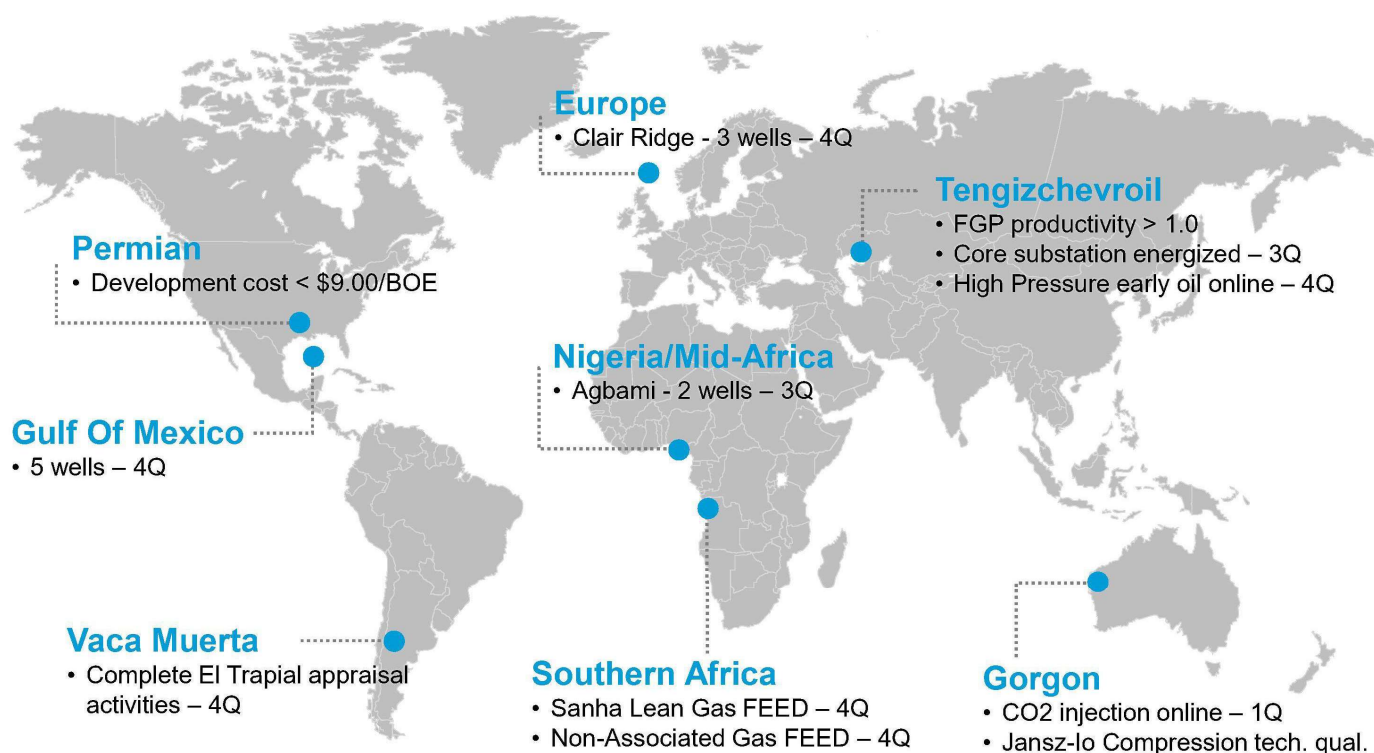 Europe
• Clair Ridge - 3 wells – 4Q
Tengizchevroil
• FGP productivity > 1.0
• Core substation energized – 3Q
• High Pressure early oil online – 4Q
Permian
• Development cost < $9.00/BOE
Nigeria/Mid-Africa
• Agbami - 2 wells – 3Q
Gulf Of Mexico
• 5 wells – 4Q
Vaca Muerta
• Complete El Trapial appraisal
activities – 4Q
Southern Africa
• Sanha Lean Gas FEED – 4Q
• Non-Associated Gas FEED – 4Q
Gorgon
• CO2 injection online – 1Q
• Jansz-Io Compression tech. qual.